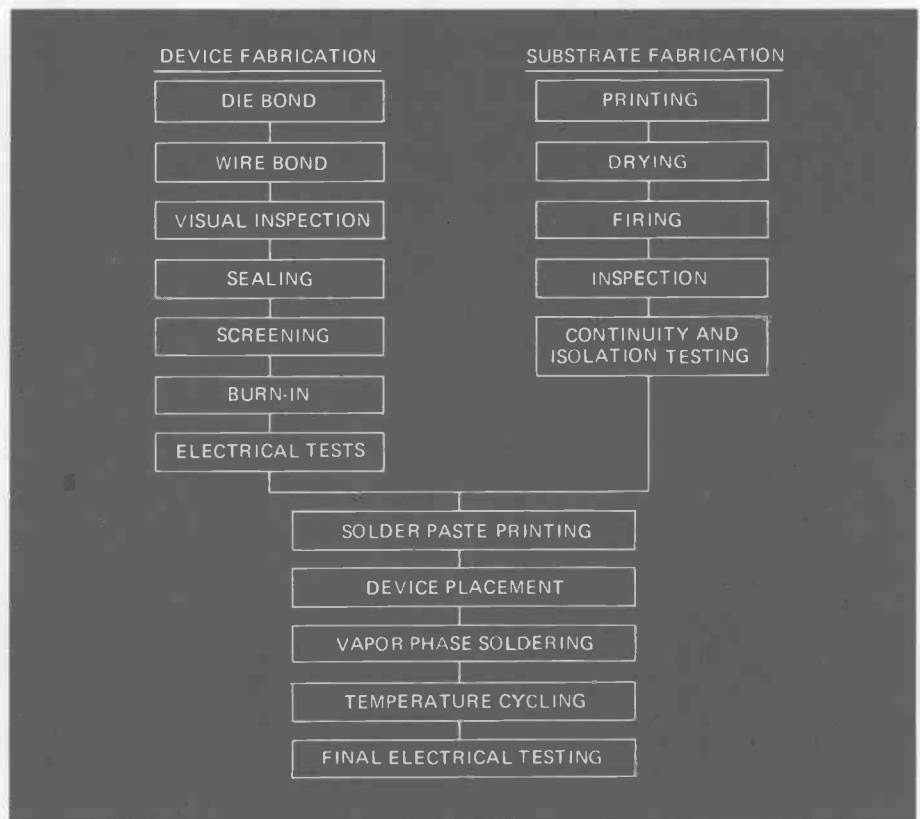 DEVICE FABRICATION
DIE BOND
WIRE BOND
VISUAL INSPECTION
SEALING
SCREENING
BURN-IN
ELECTRICAL TESTS
SUBSTRATE FABRICATION
PRINTING
DRYING
FIRING
INSPECTION
CONTINUITY AND
ISOLATION TESTING
SOLDER PASTE PRINTING
DEVICE PLACEMENT
VAPOR PHASE SOLDERING
TEMPERATURE CYCLING
FINAL ELECTRICAL TESTING